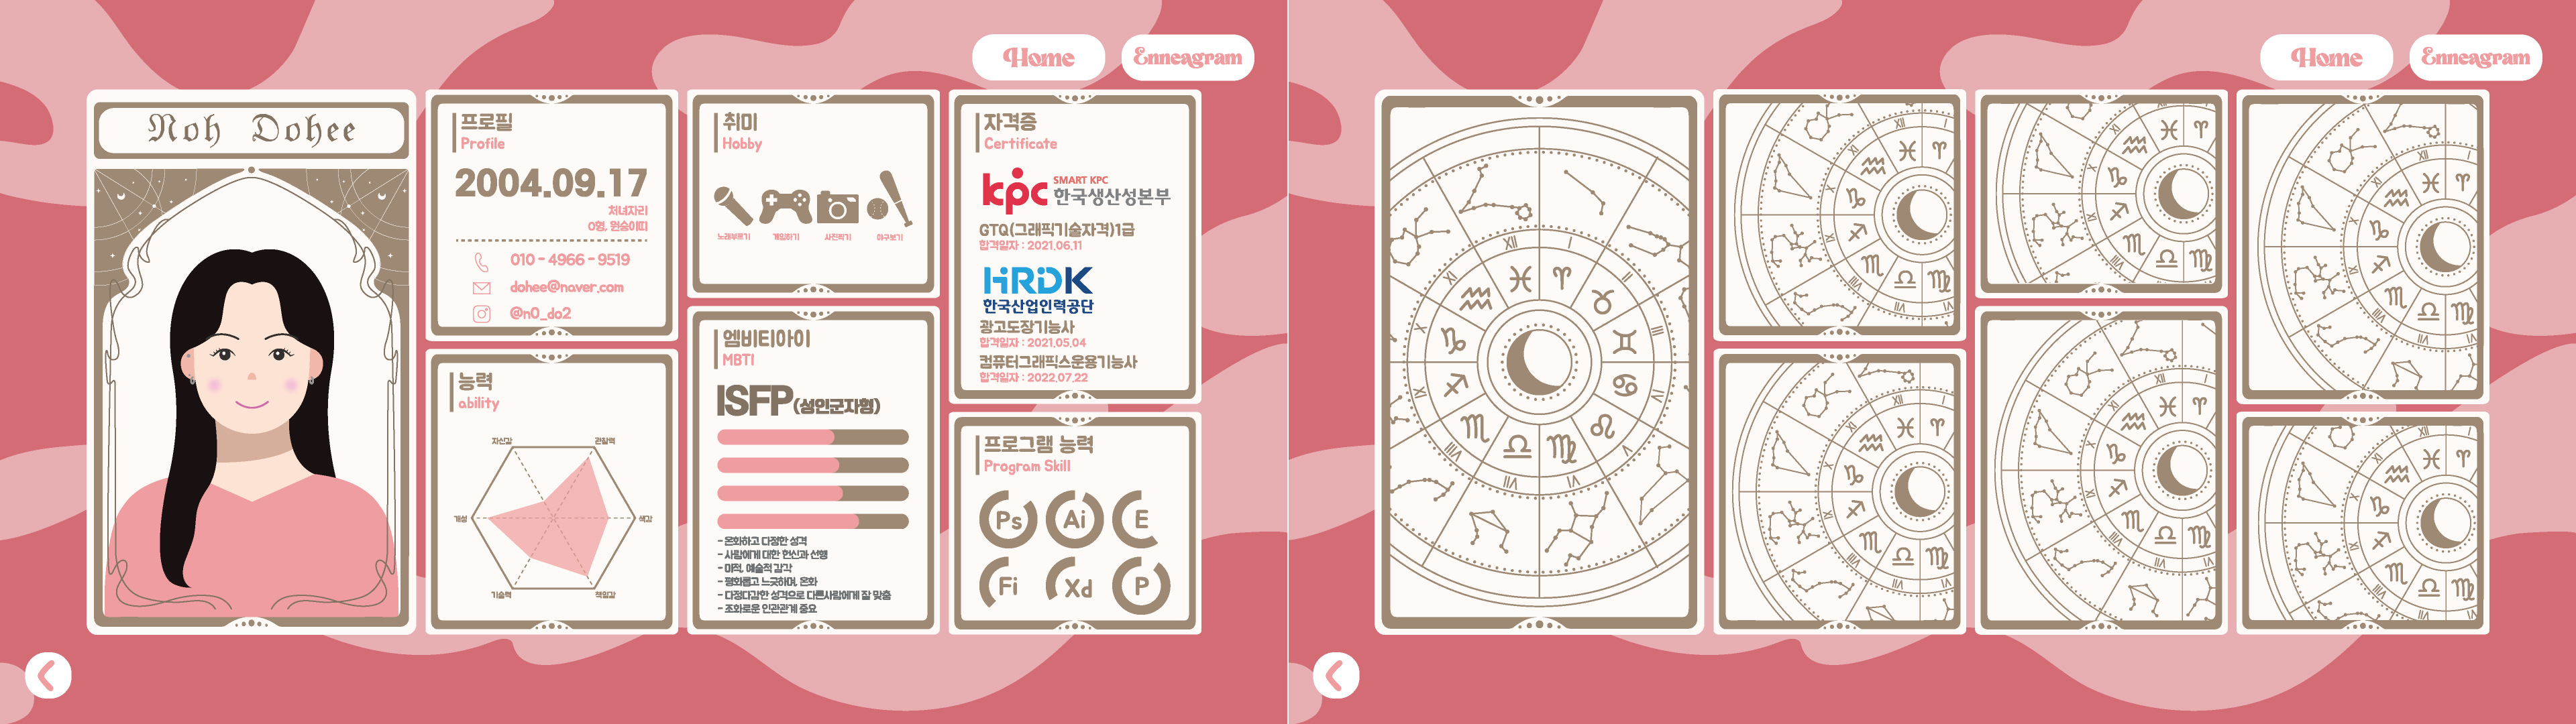 Home
Enneagram
Noh Dohee
프로필
Profile
2004.09.17
처녀자리
O형, 원숭이띠
010 - 4966 - 9519
dohee@naver.com
@n0_do2
능력
ability
자신감
관찰력
개성
색감
기술력
책임감
취미
Hobby
노래부르기
게임하기
사진찍기
야구보기
엠비티아이
MBTI
ISFP(성인군자형)
- 온화하고 다정한 성격
- 사람에게 대한 헌신과 선행
- 미적, 예술적 감각
- 평화롭고 느긋하며, 온화
- 다정다감한 성격으로 다른사람에게 잘 맞춤
- 조화로운 인관관계 중요
자격증
Certificate
kpc SMART KPC
한국생산성본부
GTQ(그래픽기술자격)1급
합격일자 : 2021.06.11
HRDK
한국산업인력공단
광고도장기능사
합격일자 : 2021.05.04
컴퓨터그래픽스운용기능사
합격일자 : 2022.07.22
프로그램 능력
Program Skill
Ps
Ai
E
Fi
Xd
P
Home
Enneagram